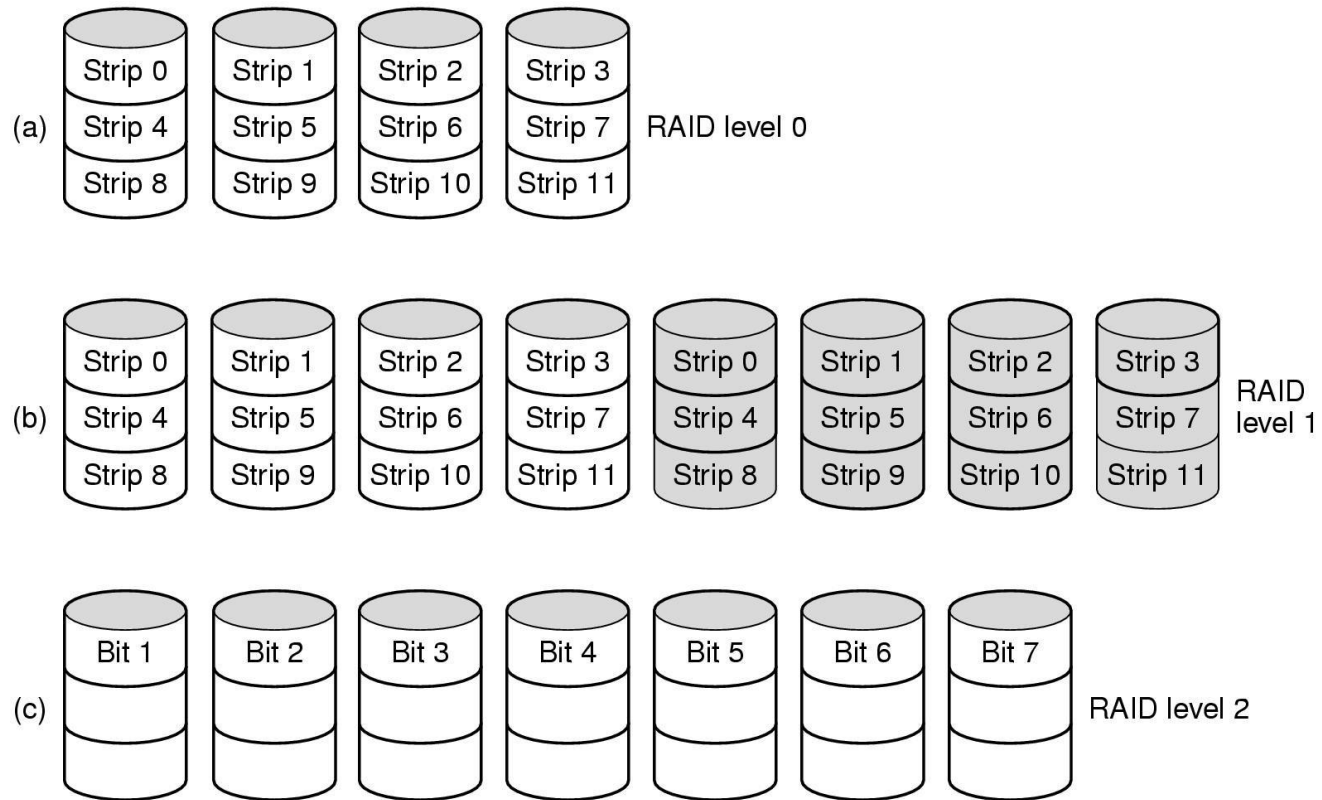 Strip 0 Strip 1 Strip 2 Strip 3
(a) Strip 4 Strip 5 Strip 6 Strip 7 RAID level 0
Strip 8 Strip 9 Strip 10 Strip 11
Strip 0 Strip 1 Strip 2 Strip 3 Strip 0 Strip 1 Strip 2 Strip 3
(b) Strip 4 Strip 5 Strip 6 Strip 7 Strip 4 Strip 5 Strip 6 Strip 7 RAID level 1
Strip 8 Strip 9 Strip 10 Strip 11 Strip 8 Strip 9 Strip 10 Strip 11
Bit 1 Bit 2 Bit 3 Bit 4 Bit 5 Bit 6 Bit 7
(c) RAID level 2